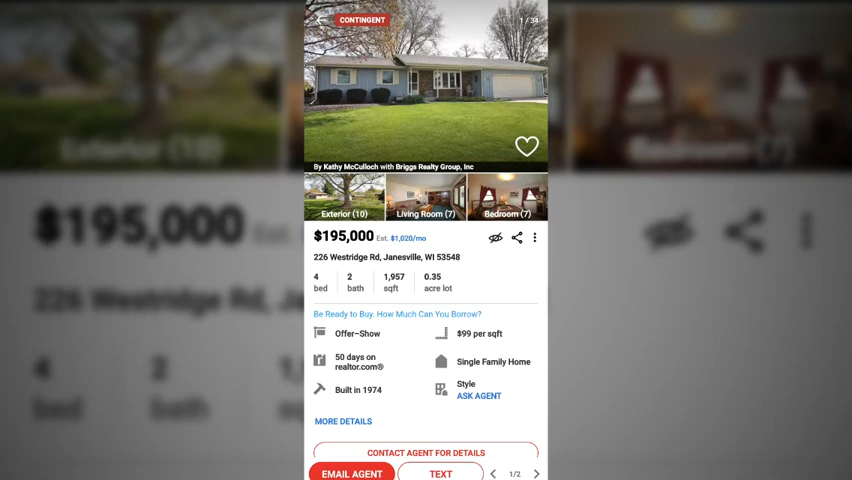 CONTINGENT
1 / 34
By Kathy McCulloch with Briggs Realty Group, Inc
Exterior (10)
Living Room (7)
Bedroom (7)
$195,000 Est. $1,020/mo
226 Westridge Rd, Janesville, WI 53548
4 2 1,957 0.35
bed bath sqft acre lot
Be Ready to Buy. How Much Can You Borrow?
Offer–Show
$99 per sqft
50 days on
realtor.com®
Single Family Home
Built in 1974
Style
ASK AGENT
MORE DETAILS
CONTACT AGENT FOR DETAILS
EMAIL AGENT
TEXT
1/2